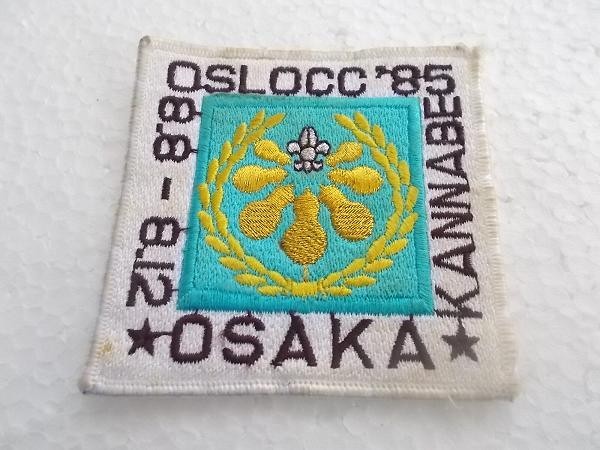 OSLOCC '85
KANNABE
8.8-8.12
★OSAKA★